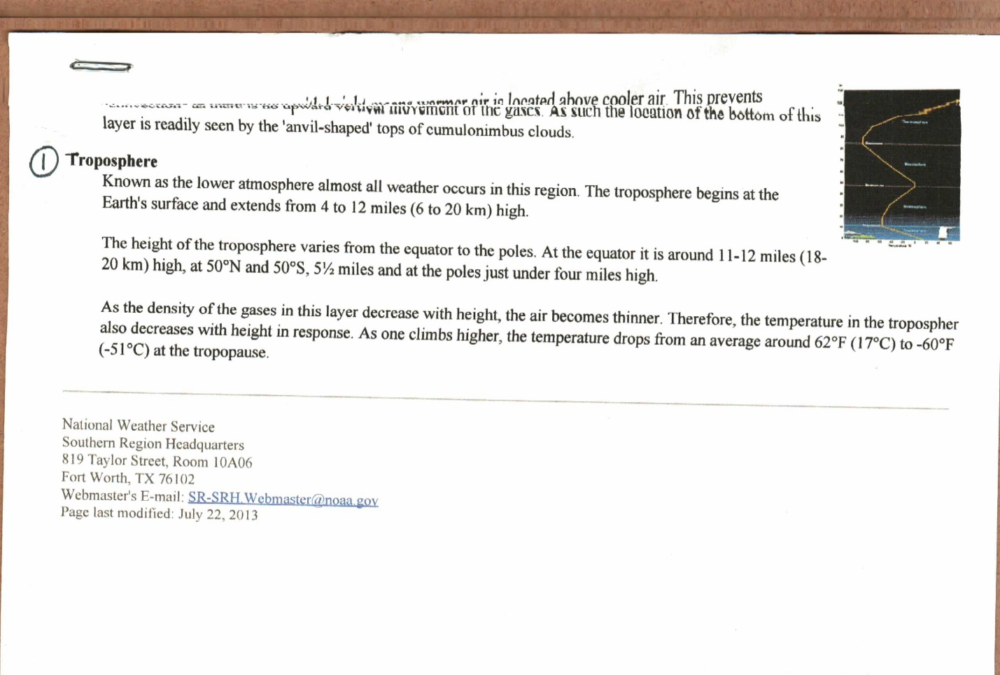 air is located above cooler air. This prevents
upward vertical movement of the gases. As such the location of the bottom of this
layer is readily seen by the 'anvil-shaped' tops of cumulonimbus clouds.
1 Troposphere
Known as the lower atmosphere almost all weather occurs in this region. The troposphere begins at the
Earth's surface and extends from 4 to 12 miles (6 to 20 km) high.
The height of the troposphere varies from the equator to the poles. At the equator it is around 11-12 miles (18-
20 km) high, at 50°N and 50°S, 5½ miles and at the poles just under four miles high.
As the density of the gases in this layer decrease with height, the air becomes thinner. Therefore, the temperature in the tropospher
also decreases with height in response. As one climbs higher, the temperature drops from an average around 62°F (17°C) to -60°F
(-51°C) at the tropopause.
National Weather Service
Southern Region Headquarters
819 Taylor Street, Room 10A06
Fort Worth, TX 76102
Webmaster's E-mail: SR-SRH.Webmaster@noaa.gov
Page last modified: July 22, 2013